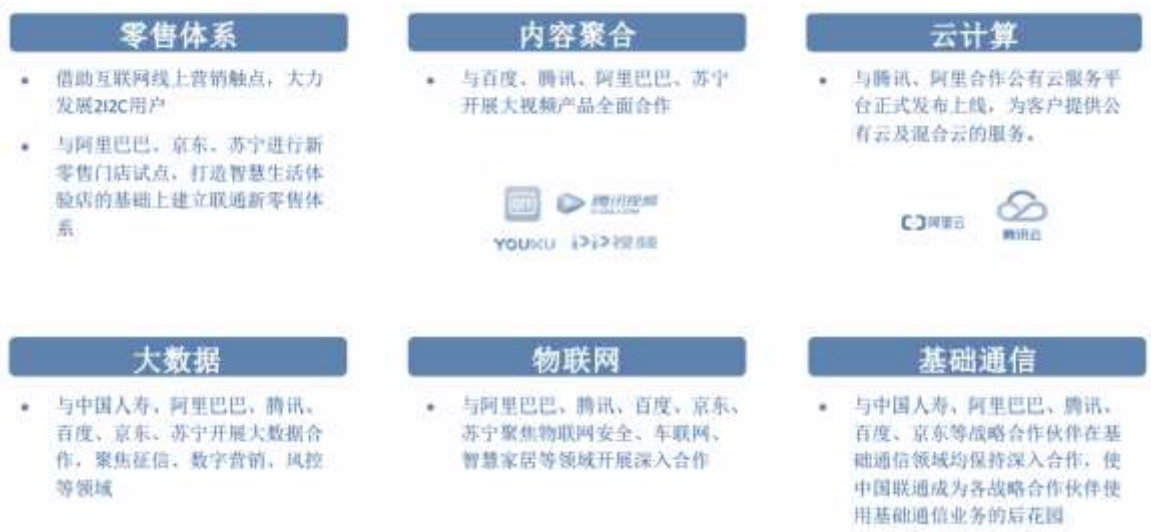 零售体系
• 借助互联网线上营销触点，大力
发展2I2C用户
• 与阿里巴巴、京东、苏宁进行新
零售门店试点，打造智慧生活体
验店的基础上建立联通新零售体
系
内容聚合
• 与百度、腾讯、阿里巴巴、苏宁
开展大视频产品全面合作
腾讯视频
YOUKU PP视频
云计算
• 与腾讯、阿里合作公有云服务平
台正式发布上线，为客户提供公
有云及混合云的服务。
阿里云
腾讯云
大数据
• 与中国人寿、阿里巴巴、腾讯、
百度、京东、苏宁开展大数据合
作，聚焦征信、数字营销、风控
等领域
物联网
• 与阿里巴巴、腾讯、百度、京东、
苏宁聚焦物联网安全、车联网、
智慧家居等领域开展深入合作
基础通信
• 与中国人寿、阿里巴巴、腾讯、
百度、京东等战略合作伙伴在基
础通信领域均保持深入合作，使
中国联通成为各战略合作伙伴使
用基础通信业务的后花园